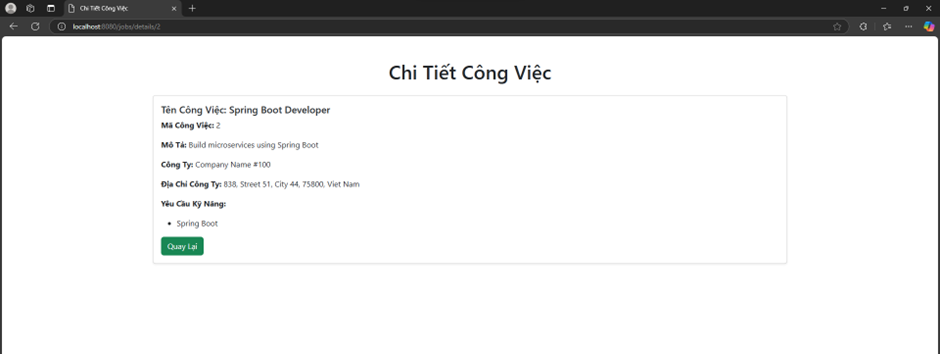 Chi Tiết Công Việc
localhost:8080/jobs/details/2
Chi Tiết Công Việc
Tên Công Việc: Spring Boot Developer
Mã Công Việc: 2
Mô Tả: Build microservices using Spring Boot
Công Ty: Company Name #100
Địa Chỉ Công Ty: 838, Street 51, City 44, 75800, Viet Nam
Yêu Cầu Kỹ Năng:
• Spring Boot
Quay Lại